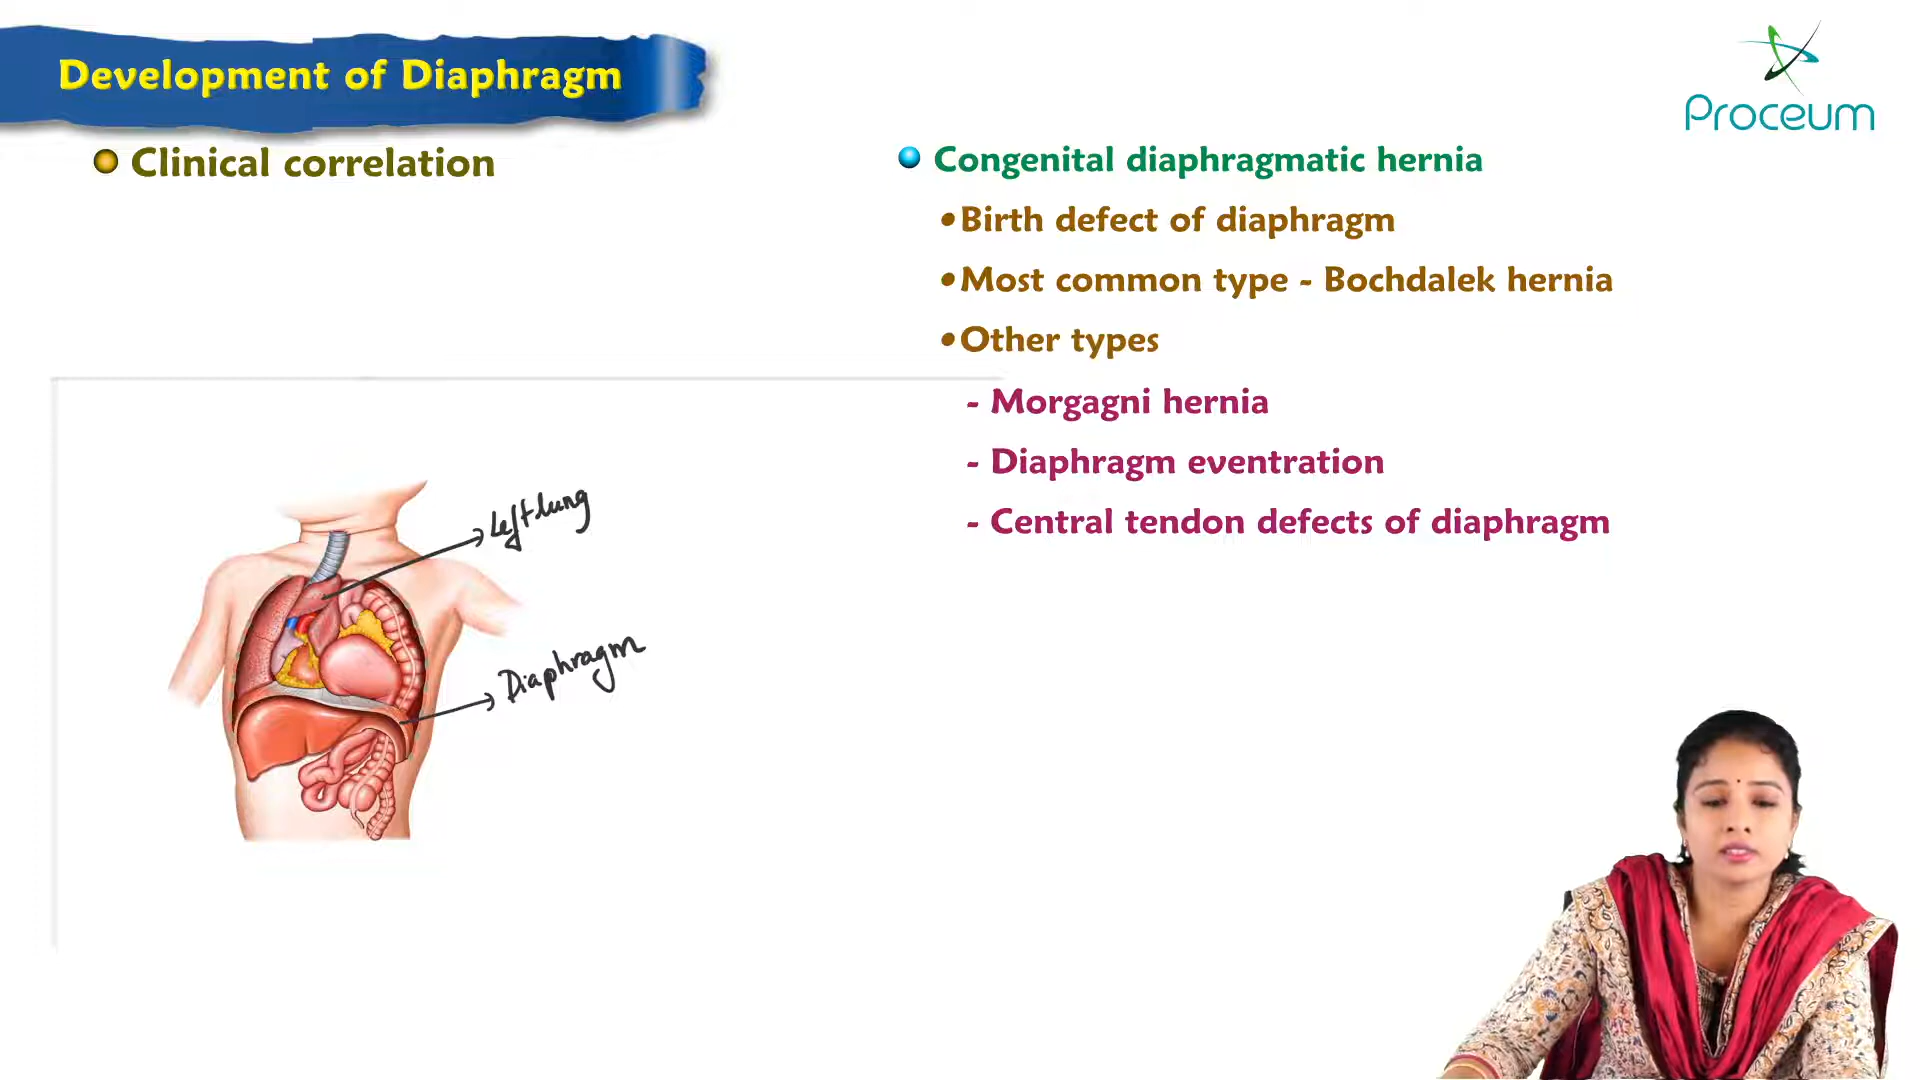 Development of Diaphragm
Proceum
Clinical correlation
Congenital diaphragmatic hernia
•Birth defect of diaphragm
•Most common type - Bochdalek hernia
•Other types
- Morgagni hernia
- Diaphragm eventration
- Central tendon defects of diaphragm
Left lung
Diaphragm